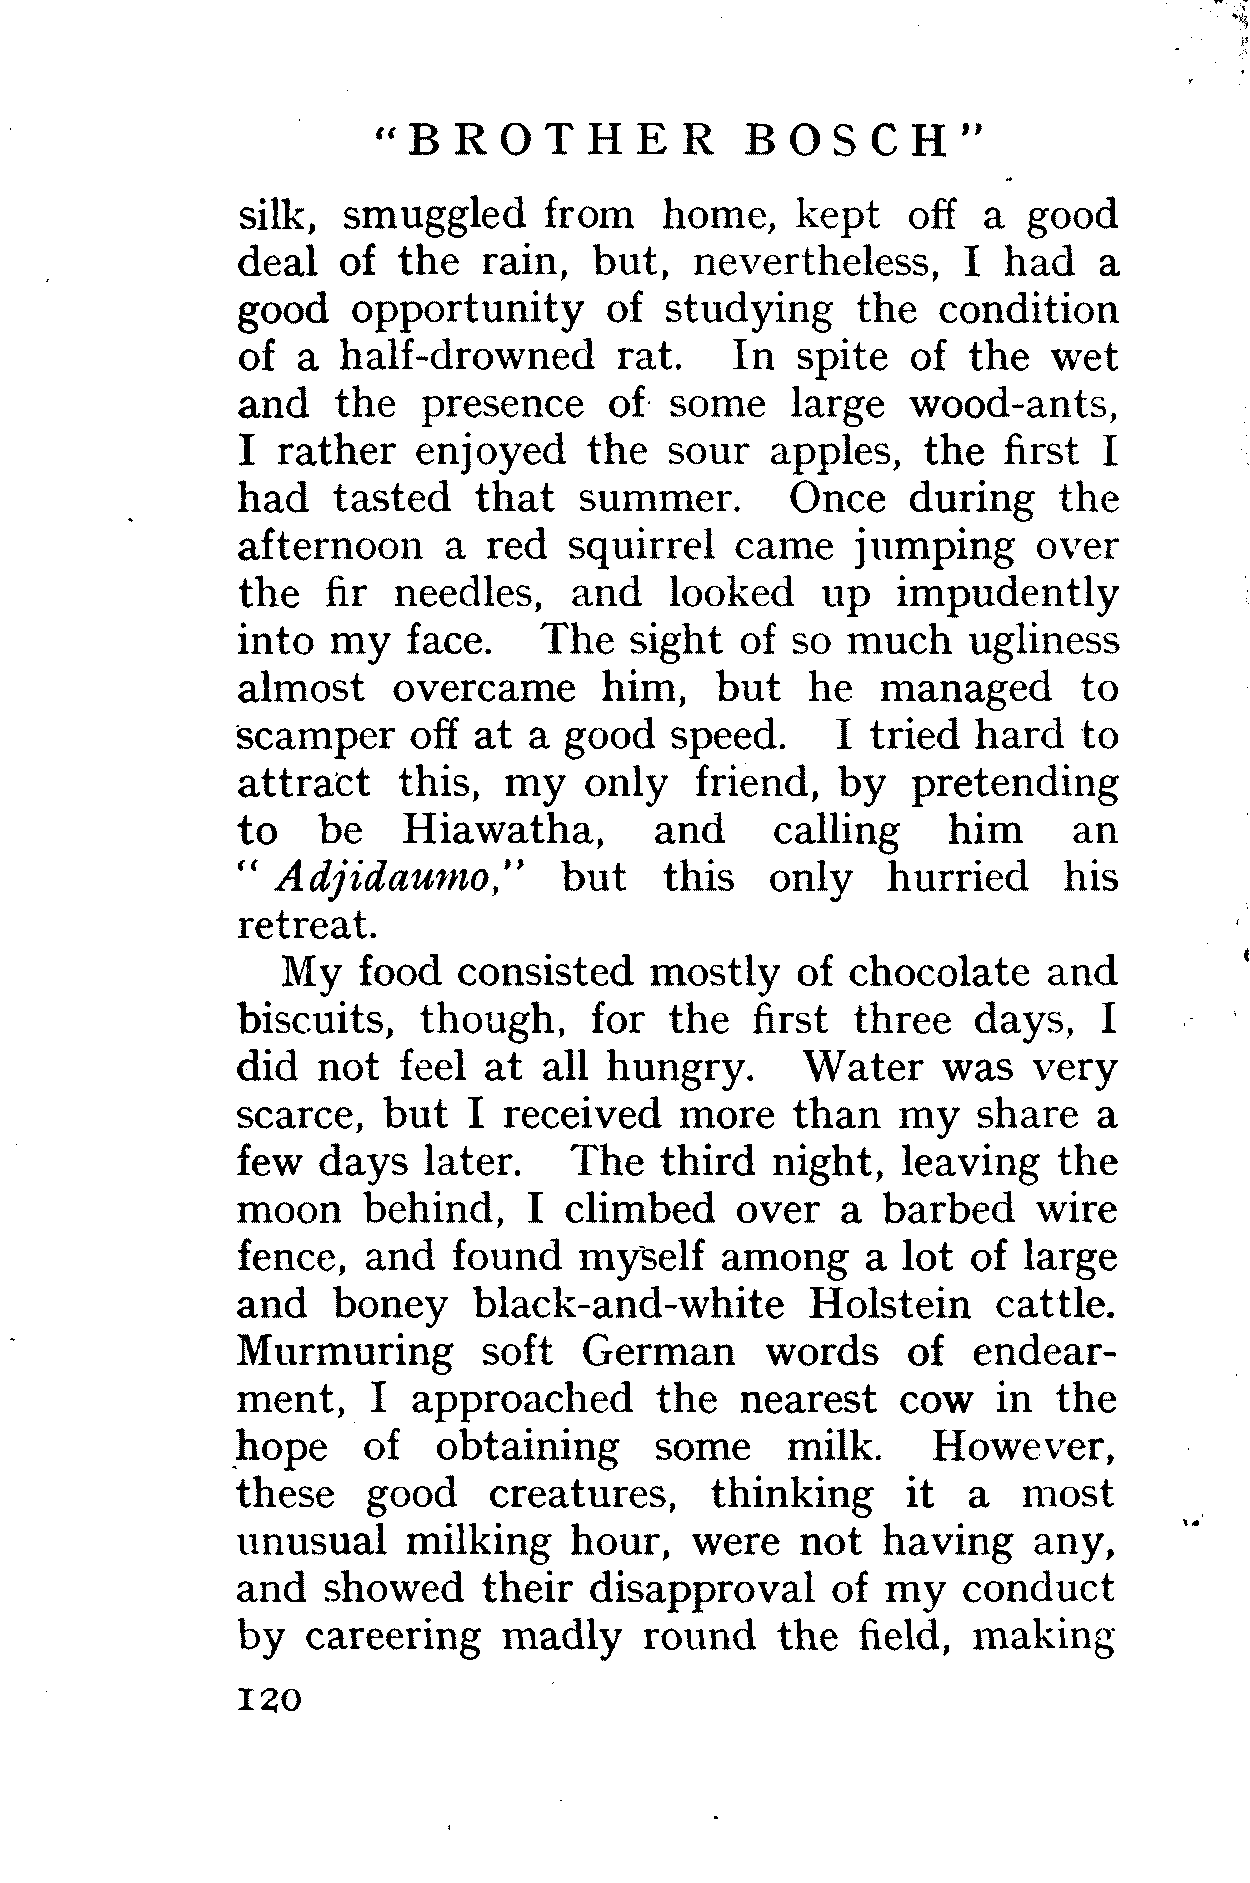 "BROTHER BOSCH"
silk, smuggled from home, kept off a good
deal of the rain, but, nevertheless, I had a
good opportunity of studying the condition
of a half-drowned rat. In spite of the wet
and the presence of some large wood-ants,
I rather enjoyed the sour apples, the first I
had tasted that summer. Once during the
afternoon a red squirrel came jumping over
the fir needles, and looked up impudently
into my face. The sight of so much ugliness
almost overcame him, but he managed to
scamper off at a good speed. I tried hard to
attract this, my only friend, by pretending
to be Hiawatha, and calling him an
"Adjidaumo," but this only hurried his
retreat.
My food consisted mostly of chocolate and
biscuits, though, for the first three days, I
did not feel at all hungry. Water was very
scarce, but I received more than my share a
few days later. The third night, leaving the
moon behind, I climbed over a barbed wire
fence, and found myself among a lot of large
and boney black-and-white Holstein cattle.
Murmuring soft German words of endear-
ment, I approached the nearest cow in the
hope of obtaining some milk. However,
these good creatures, thinking it a most
unusual milking hour, were not having any,
and showed their disapproval of my conduct
by careering madly round the field, making
120